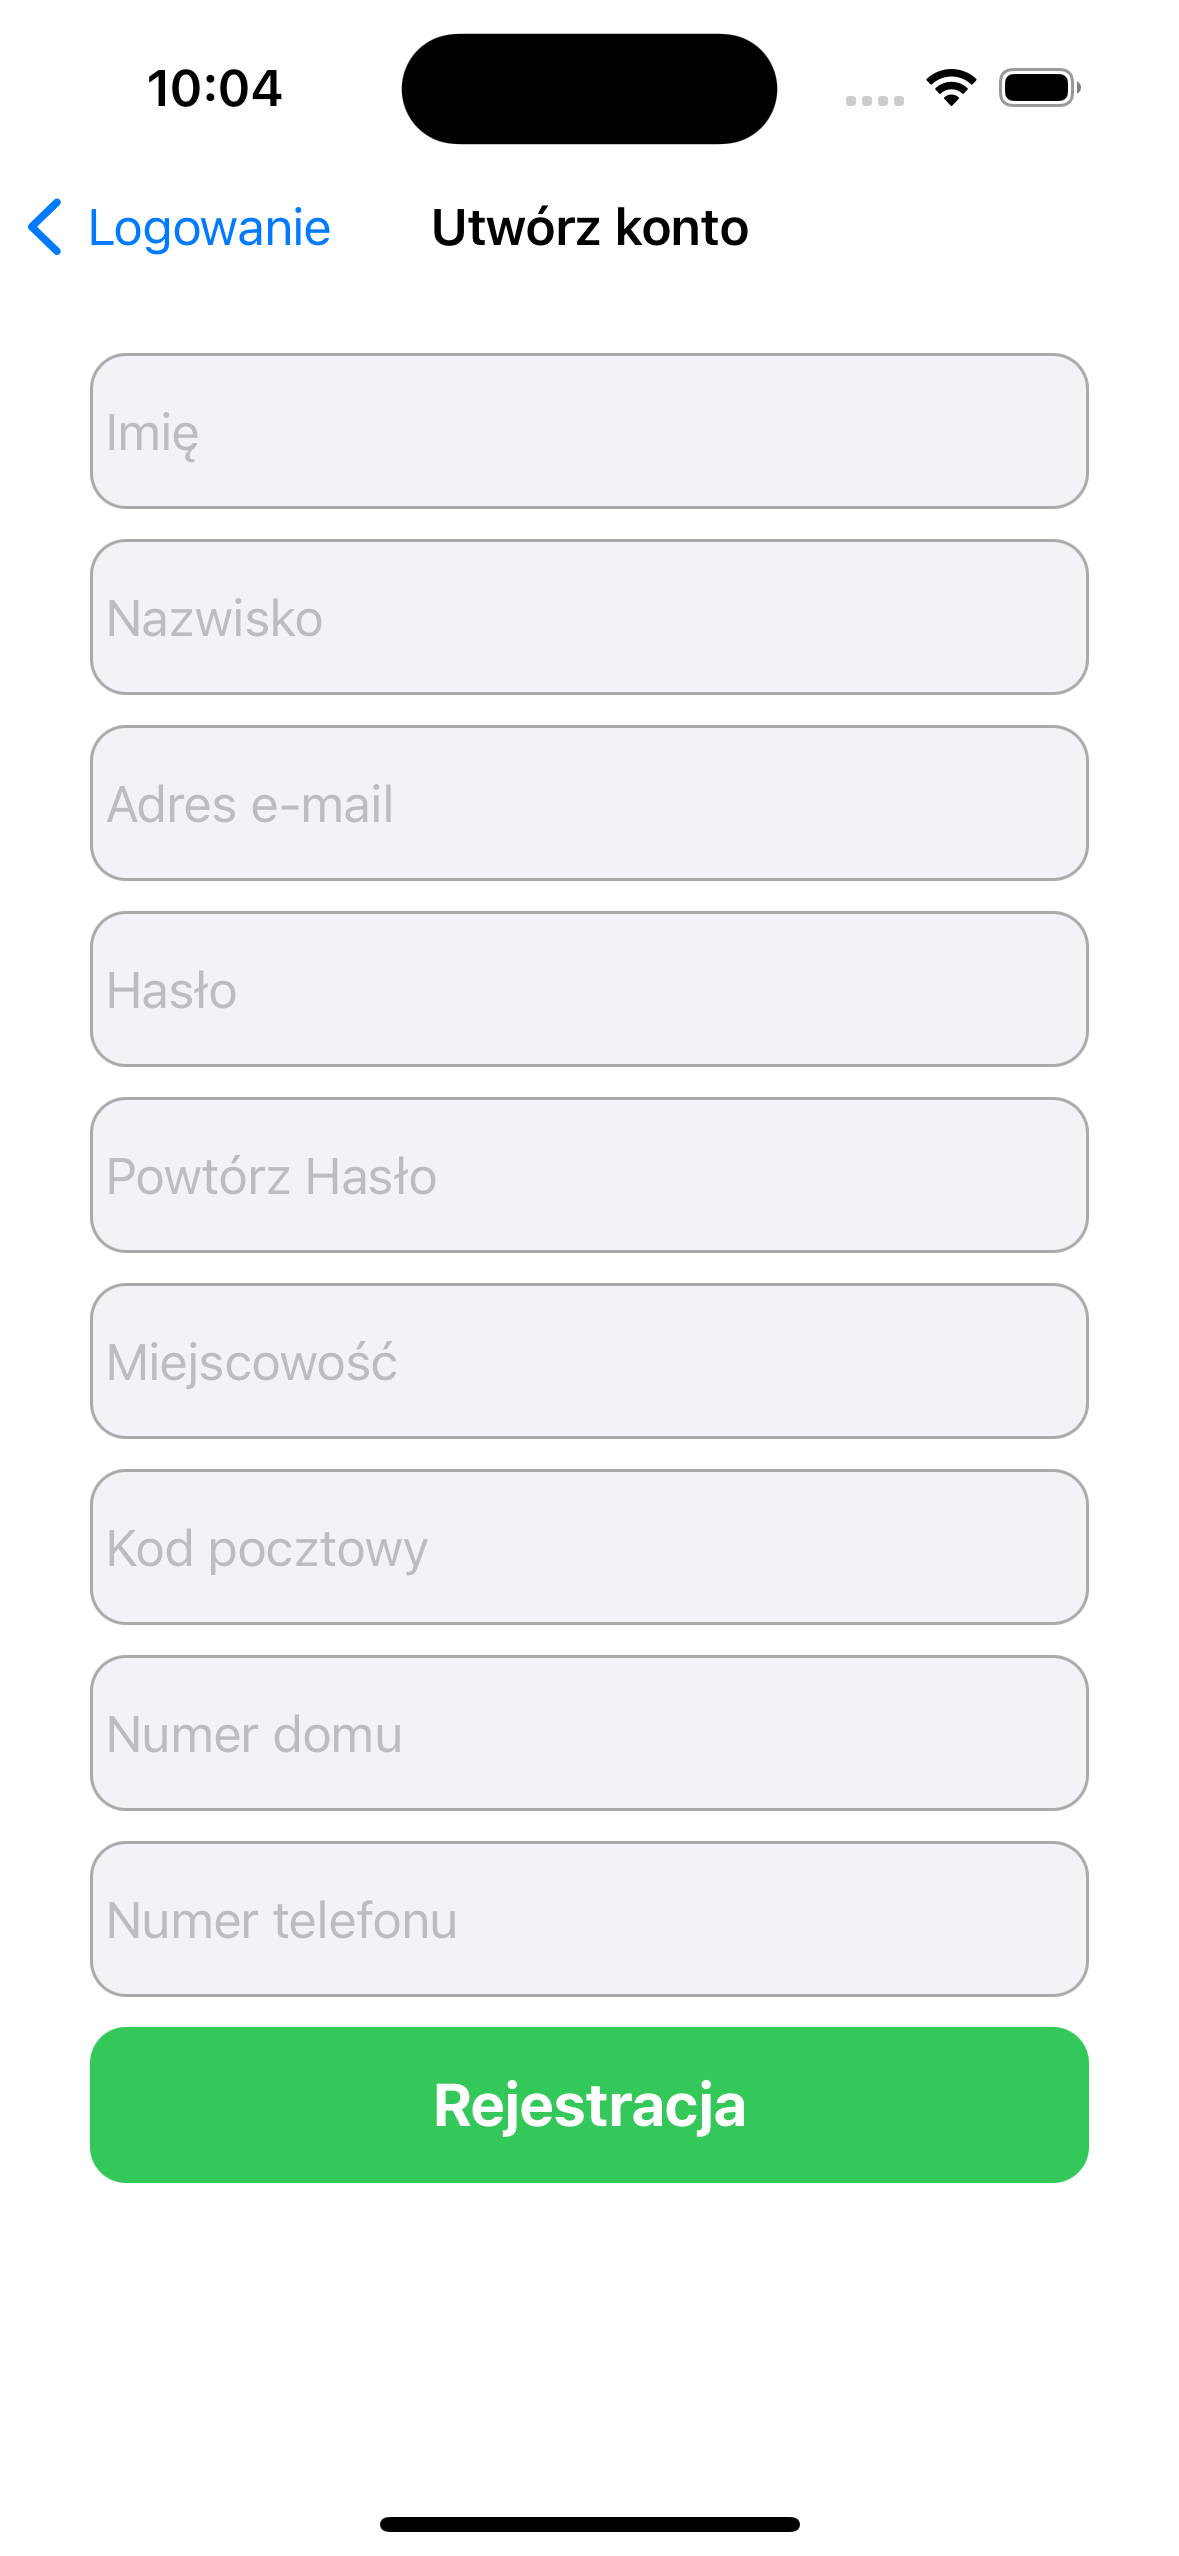 10:04
Logowanie Utwórz konto
Imię
Nazwisko
Adres e-mail
Hasło
Powtórz Hasło
Miejscowość
Kod pocztowy
Numer domu
Numer telefonu
Rejestracja